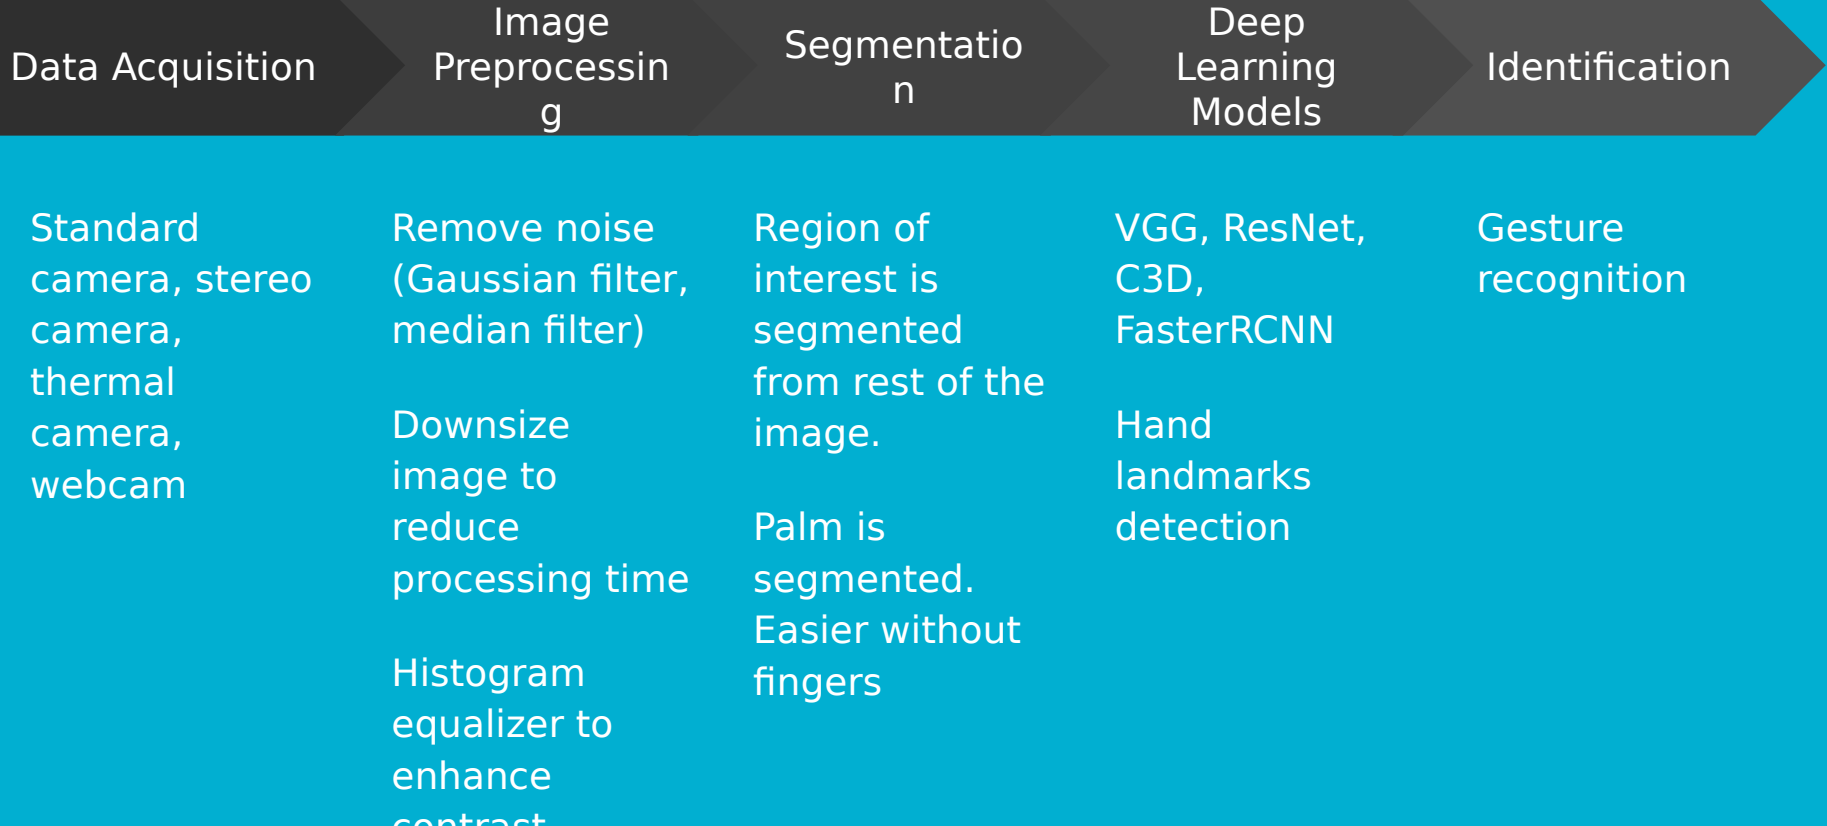 Data Acquisition
Image
Preprocessin
g
Segmentatio
n
Deep
Learning
Models
Identification
Standard
camera, stereo
camera,
thermal
camera,
webcam
Remove noise
(Gaussian filter,
median filter)
Downsize
image to
reduce
processing time
Histogram
equalizer to
enhance
contrast
Region of
interest is
segmented
from rest of the
image.
Palm is
segmented.
Easier without
fingers
VGG, ResNet,
C3D,
FasterRCNN
Hand
landmarks
detection
Gesture
recognition